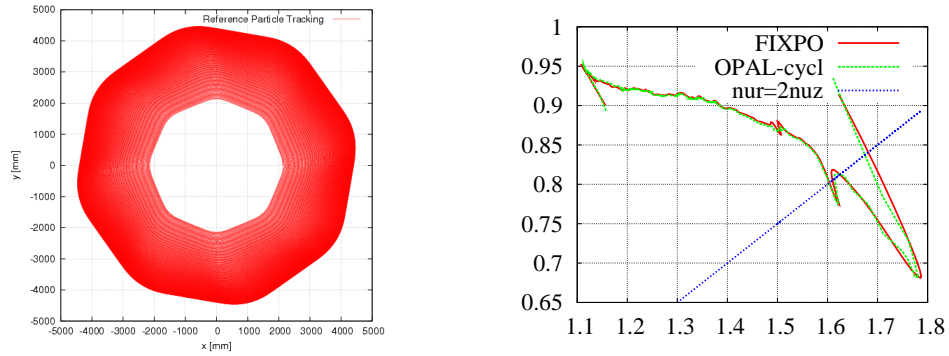 Reference Particle Tracking
5000
4000
3000
2000
1000
0
-1000
-2000
-3000
-4000
-5000
y [mm]
-5000 -4000 -3000 -2000 -1000 0 1000 2000 3000 4000 5000
x [mm]
FIXPO
OPAL-cycl
nur=2nuz
1
0.95
0.9
0.85
0.8
0.75
0.7
0.65
1.1 1.2 1.3 1.4 1.5 1.6 1.7 1.8